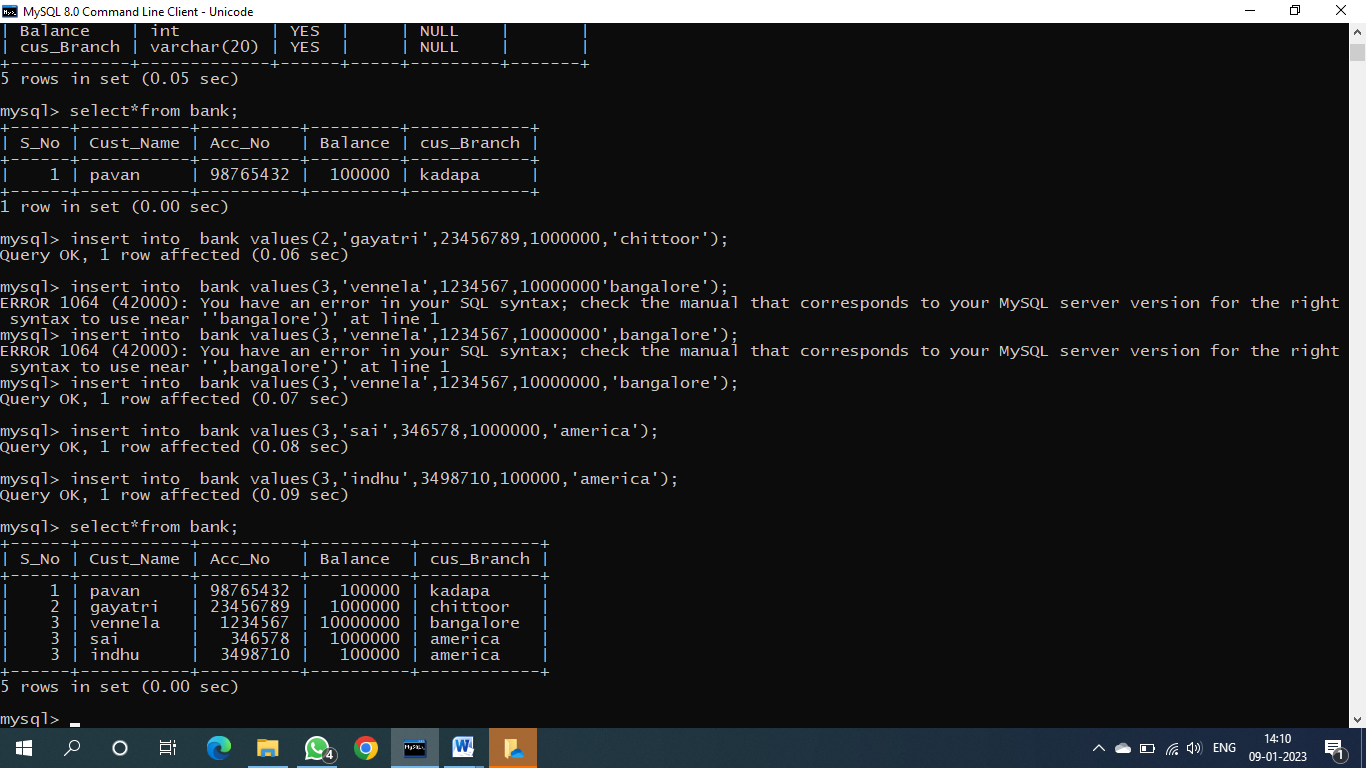 MySQL 8.0 Command Line Client - Unicode
| Balance    | int         | YES  |     | NULL    |       |
| cus_Branch | varchar(20) | YES  |     | NULL    |       |
+------------+-------------+------+-----+---------+-------+
5 rows in set (0.05 sec)
mysql> select*from bank;
+------+-----------+----------+---------+------------+
| S_No | Cust_Name | Acc_No   | Balance | cus_Branch |
+------+-----------+----------+---------+------------+
|    1 | pavan     | 98765432 |  100000 | kadapa     |
+------+-----------+----------+---------+------------+
1 row in set (0.00 sec)
mysql> insert into  bank values(2,'gayatri',23456789,1000000,'chittoor');
Query OK, 1 row affected (0.06 sec)
mysql> insert into  bank values(3,'vennela',1234567,10000000'bangalore');
ERROR 1064 (42000): You have an error in your SQL syntax; check the manual that corresponds to your MySQL server version for the right
 syntax to use near ''bangalore')' at line 1
mysql> insert into  bank values(3,'vennela',1234567,10000000',bangalore');
ERROR 1064 (42000): You have an error in your SQL syntax; check the manual that corresponds to your MySQL server version for the right
 syntax to use near '',bangalore')' at line 1
mysql> insert into  bank values(3,'vennela',1234567,10000000,'bangalore');
Query OK, 1 row affected (0.07 sec)
mysql> insert into  bank values(3,'sai',346578,1000000,'america');
Query OK, 1 row affected (0.08 sec)
mysql> insert into  bank values(3,'indhu',3498710,100000,'america');
Query OK, 1 row affected (0.09 sec)
mysql> select*from bank;
+------+-----------+----------+----------+------------+
| S_No | Cust_Name | Acc_No   | Balance  | cus_Branch |
+------+-----------+----------+----------+------------+
|    1 | pavan     | 98765432 |   100000 | kadapa     |
|    2 | gayatri   | 23456789 |  1000000 | chittoor   |
|    3 | vennela   |  1234567 | 10000000 | bangalore  |
|    3 | sai       |   346578 |  1000000 | america    |
|    3 | indhu     |  3498710 |   100000 | america    |
+------+-----------+----------+----------+------------+
5 rows in set (0.00 sec)
mysql> _
4
MySQL
W
ENG
14:10
09-01-2023
1